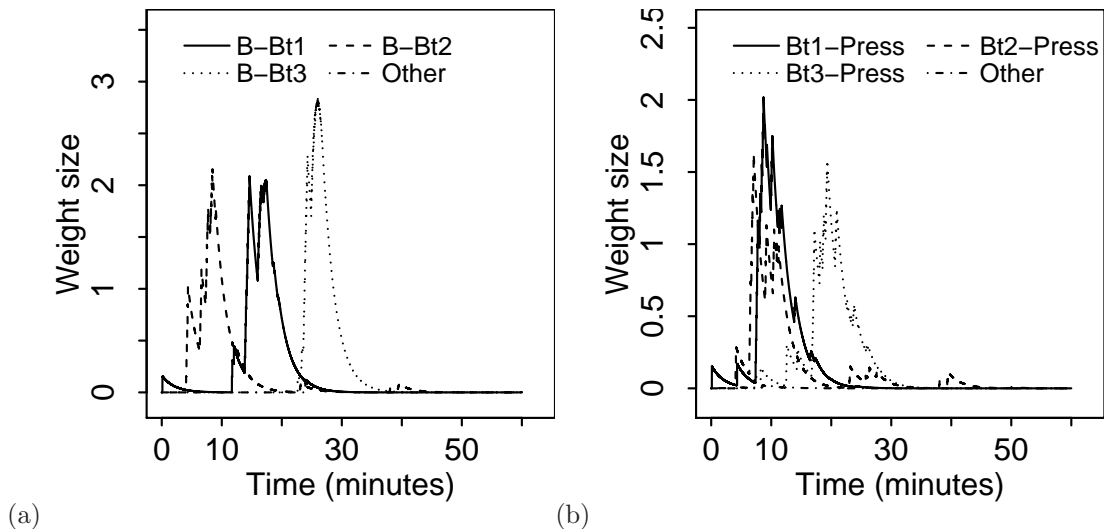 B−Bt1 B−Bt2
B−Bt3 Other
Weight size
0 1 2 3
0 10 30 50
Time (minutes)
(a)
Bt1−Press Bt2−Press
Bt3−Press Other
Weight size
0 0.5 1 1.5 2 2.5
0 10 30 50
Time (minutes)
(b)